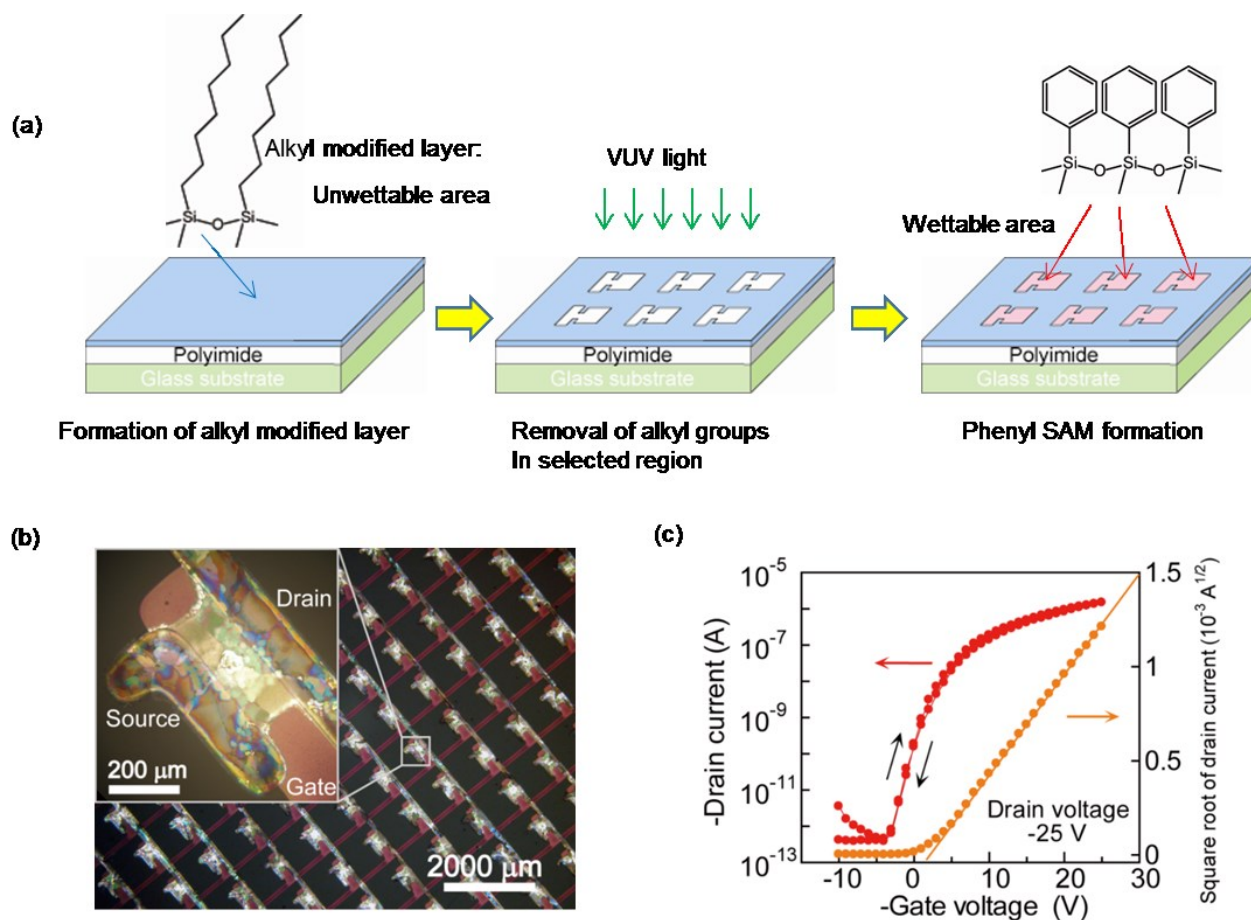 (a)
Si
O
Si
Alkyl modified layer:
Unwettable area
Polyimide
Glass substrate
Formation of alkyl modified layer
VUV light
Polyimide
Glass substrate
Removal of alkyl groups
In selected region
Si
O
Si
O
Si
Wettable area
Polyimide
Glass substrate
Phenyl SAM formation
(b)
Drain
Source
Gate
200 μm
2000 μm
(c)
-Drain current (A)
10⁻⁵
10⁻⁷
10⁻⁹
10⁻¹¹
10⁻¹³
-10 0 10 20 30
-Gate voltage (V)
Drain voltage
-25 V
1.5
1
0.5
0
Square root of drain current (10⁻³ A¹ᐟ²)